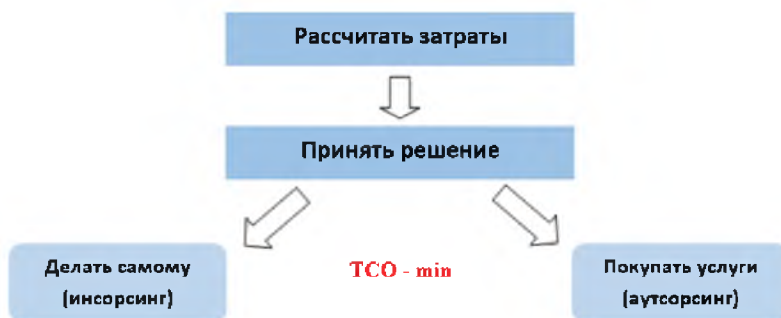 Рассчитать затраты
Принять решение
Делать самому
(инсорсинг)
TCO - min
Покупать услуги
(аутсорсинг)